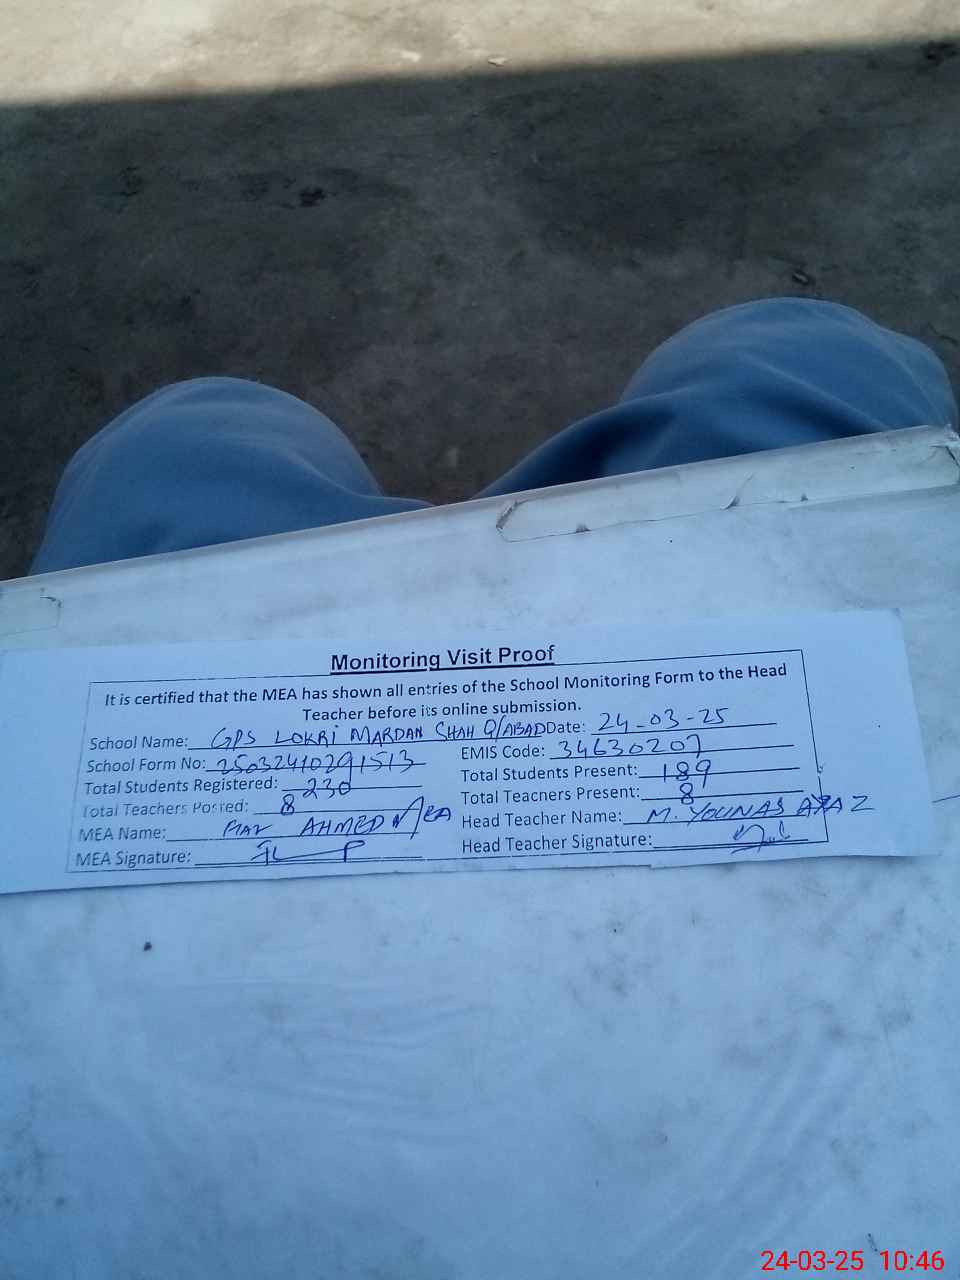 Monitoring Visit Proof
It is certified that the MEA has shown all entries of the School Monitoring Form to the Head
Teacher before its online submission.
School Name: GPS LOKRI MARDAN SHAH Q/ABAD Date: 24-03-25
School Form No: 25032410291513 EMIS Code: 34630207
Total Students Registered: 230 Total Students Present: 189
Total Teachers Posted: 8 Total Teachers Present: 8
MEA Name: AHMED MEA Head Teacher Name: M. YOUNAS AYAZ
MEA Signature: Head Teacher Signature:
24-03-25 10:46